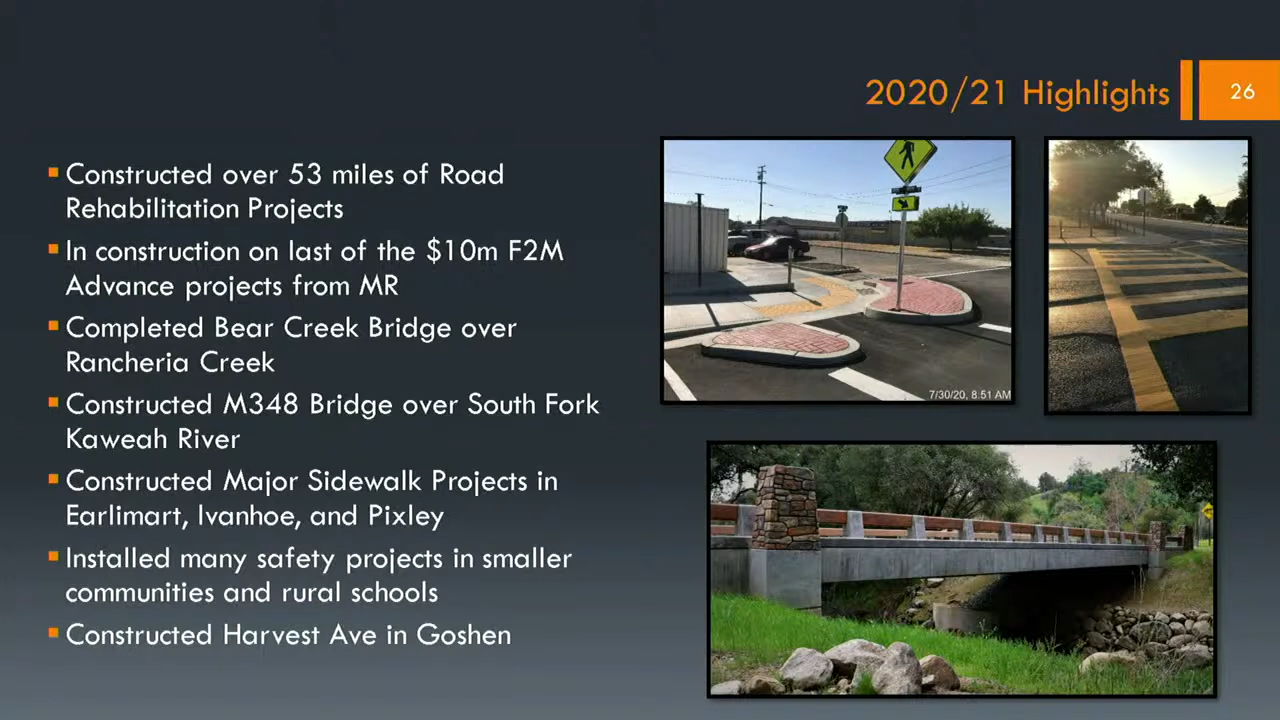 2020/21 Highlights
26
Constructed over 53 miles of Road
Rehabilitation Projects
In construction on last of the $10m F2M
Advance projects from MR
Completed Bear Creek Bridge over
Rancheria Creek
Constructed M348 Bridge over South Fork
Kaweah River
Constructed Major Sidewalk Projects in
Earlimart, Ivanhoe, and Pixley
Installed many safety projects in smaller
communities and rural schools
Constructed Harvest Ave in Goshen
7/30/20, 8:51 AM